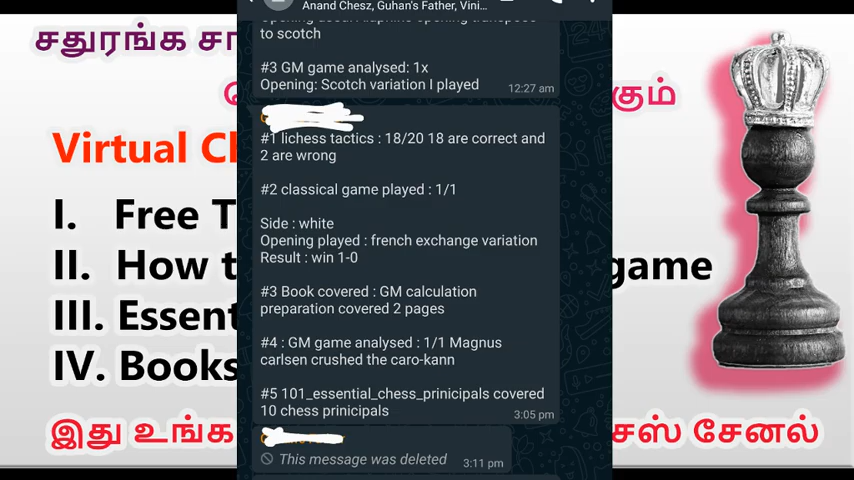 Anand Chesz, Guhan's Father, Vini...
to scotch
#3 GM game analysed: 1x
Opening: Scotch variation I played
12:27 am
#1 lichess tactics : 18/20 18 are correct and
2 are wrong
#2 classical game played : 1/1
Side : white
Opening played : french exchange variation
Result : win 1-0
#3 Book covered : GM calculation
preparation covered 2 pages
#4 : GM game analysed : 1/1 Magnus
carlsen crushed the caro-kann
#5 101_essential_chess_prinicipals covered
10 chess prinicipals
3:05 pm
This message was deleted
3:11 pm
சதுரங்க
கும்
Virtual
I. Free
II. How game
III.
IV. Books
இது சேனல்